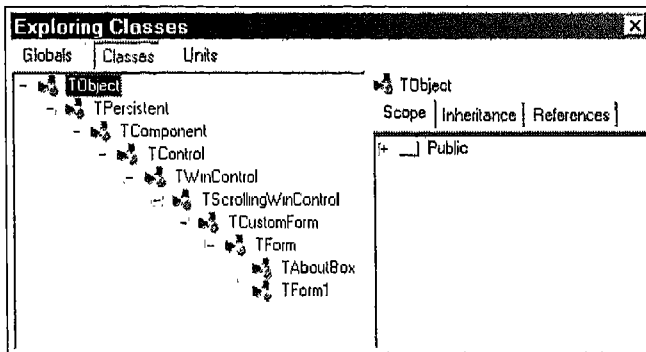 Exploring Classes
Globals Classes Units
TObject
TPersistent
TComponent
TControl
TWinControl
TScrollingWinControl
TCustomForm
TForm
TAboutBox
TForm1
TObject
Scope Inheritance References
Public